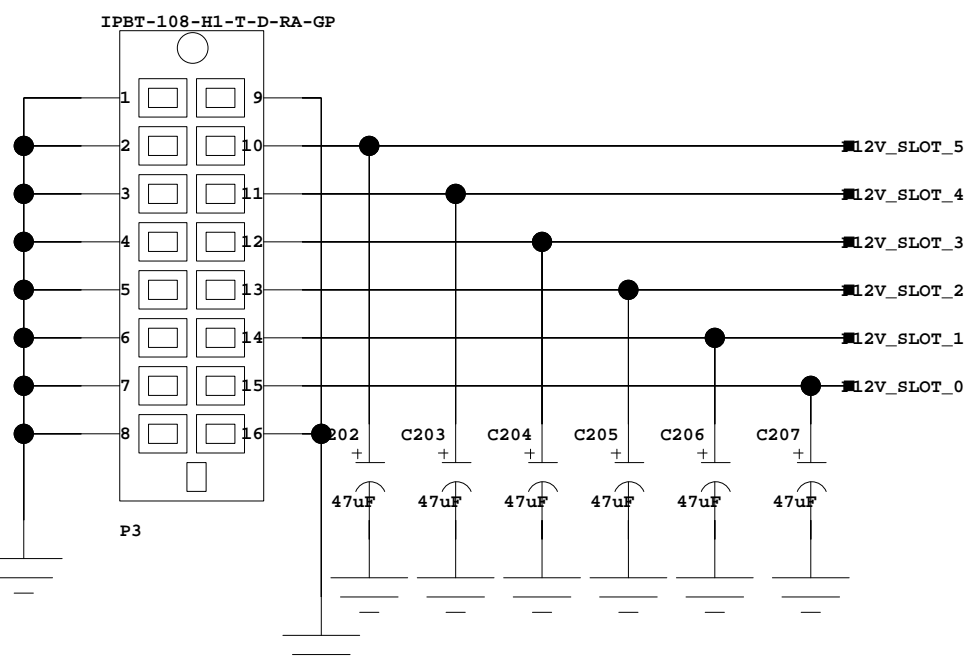 IPBT-108-H1-T-D-RA-GP
1 9
2 10 12V_SLOT_5
3 11 12V_SLOT_4
4 12 12V_SLOT_3
5 13 12V_SLOT_2
6 14 12V_SLOT_1
7 15 12V_SLOT_0
8 16 202 C203 C204 C205 C206 C207
+ + + + + +
47uF 47uF 47uF 47uF 47uF 47uF
P3